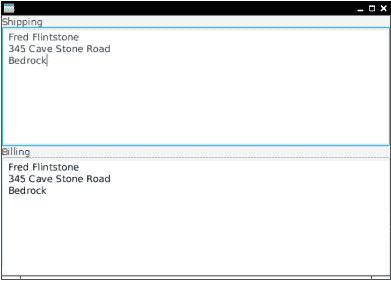 Shipping
Fred Flintstone
345 Cave Stone Road
Bedrock
Billing
Fred Flintstone
345 Cave Stone Road
Bedrock